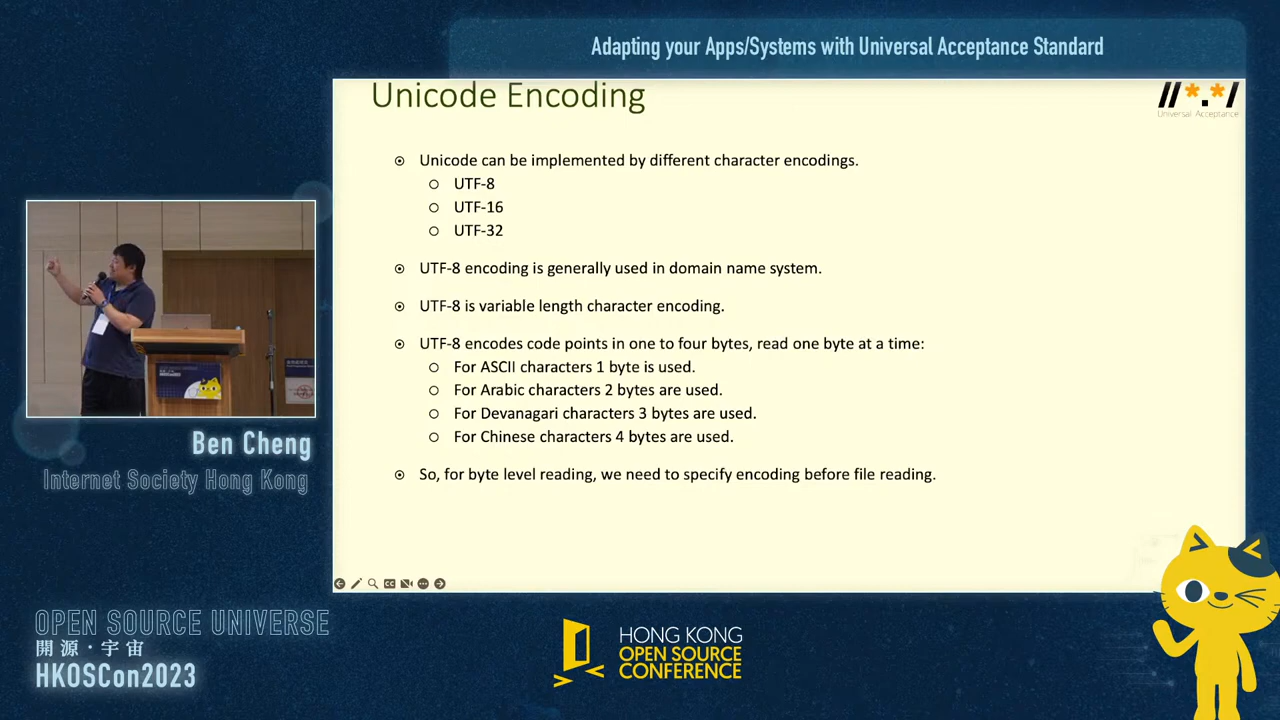 Adapting your Apps/Systems with Universal Acceptance Standard
Unicode Encoding
//*.*/
Universal Acceptance
Unicode can be implemented by different character encodings.
UTF-8
UTF-16
UTF-32
UTF-8 encoding is generally used in domain name system.
UTF-8 is variable length character encoding.
UTF-8 encodes code points in one to four bytes, read one byte at a time:
For ASCII characters 1 byte is used.
For Arabic characters 2 bytes are used.
For Devanagari characters 3 bytes are used.
For Chinese characters 4 bytes are used.
So, for byte level reading, we need to specify encoding before file reading.
Ben Cheng
Internet Society Hong Kong
OPEN SOURCE UNIVERSE
開源·宇宙
HKOSCon2023
HONG KONG
OPEN SOURCE
CONFERENCE